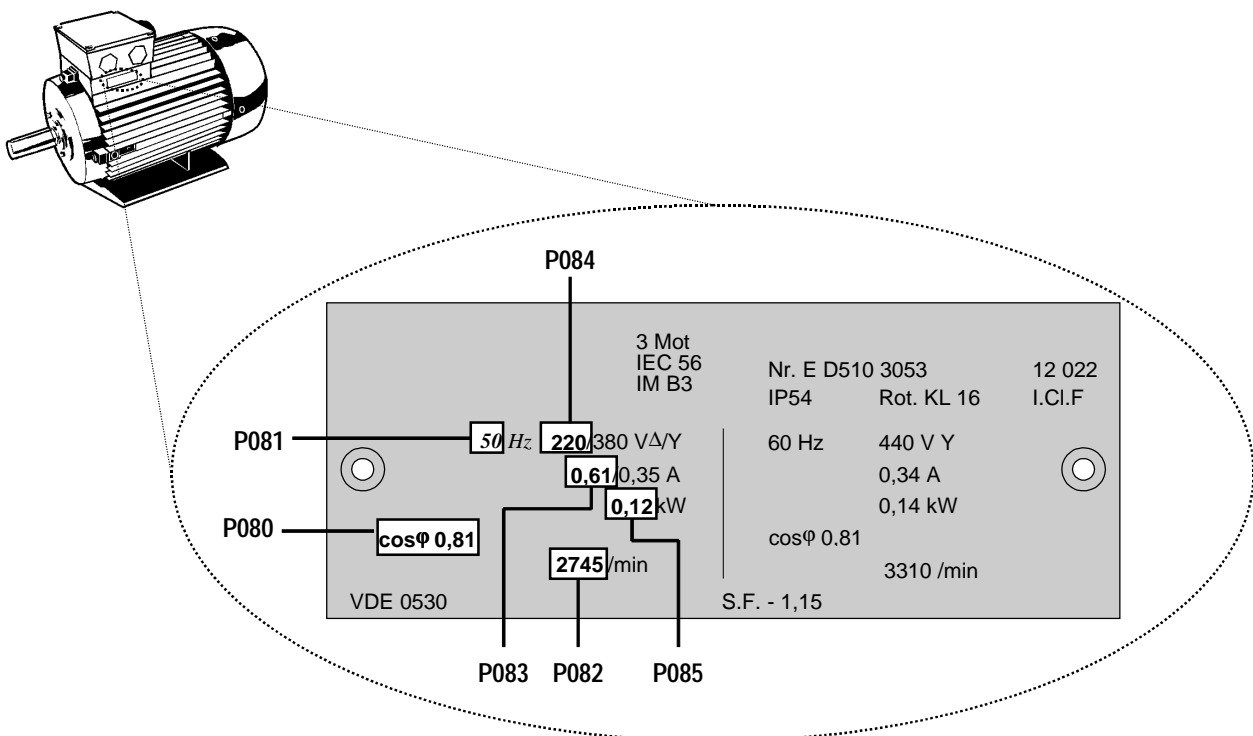 P084
3 Mot
IEC 56
IM B3
Nr. E D510 3053 12 022
IP54 Rot. KL 16 I.Cl.F
P081
50 Hz 220/380 V∆/Y 60 Hz 440 V Y
0,61/0,35 A 0,34 A
0,12 kW 0,14 kW
P080
cosφ 0,81 cosφ 0.81
2745 /min 3310 /min
VDE 0530 S.F. - 1,15
P083 P082 P085